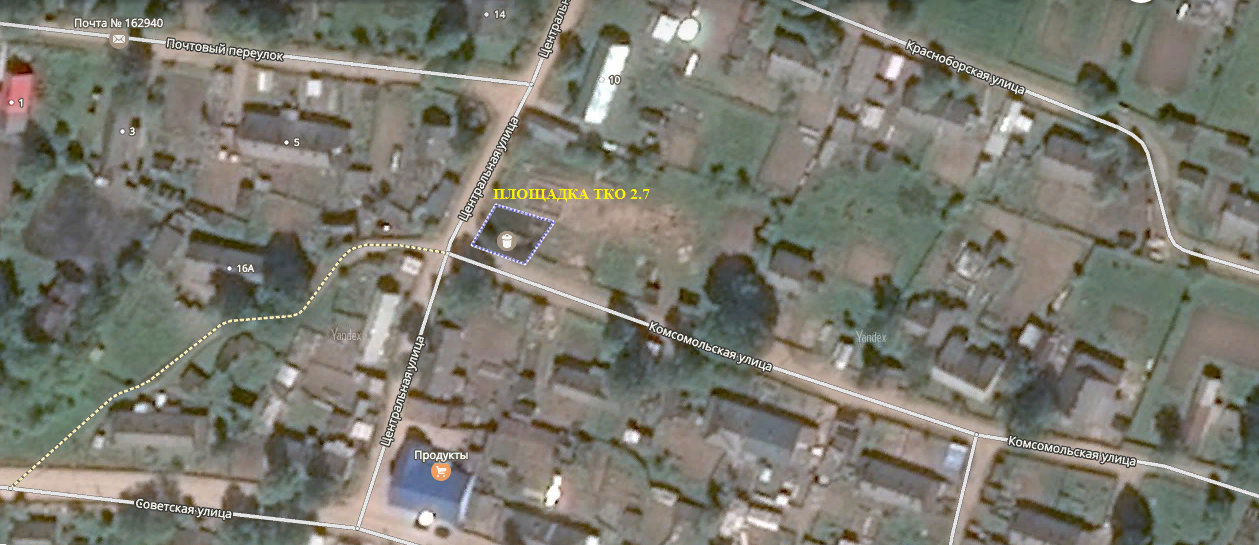 14
Почта № 162940
Центральн
Почтовый переулок
Красноборская улица
10
1
3
5
Центральная улица
ПЛОЩАДКА ТКО 2.7
16А
Yandex
Yandex
Комсомольская улица
Центральная улица
Продукты
Комсомольская улица
Советская улица